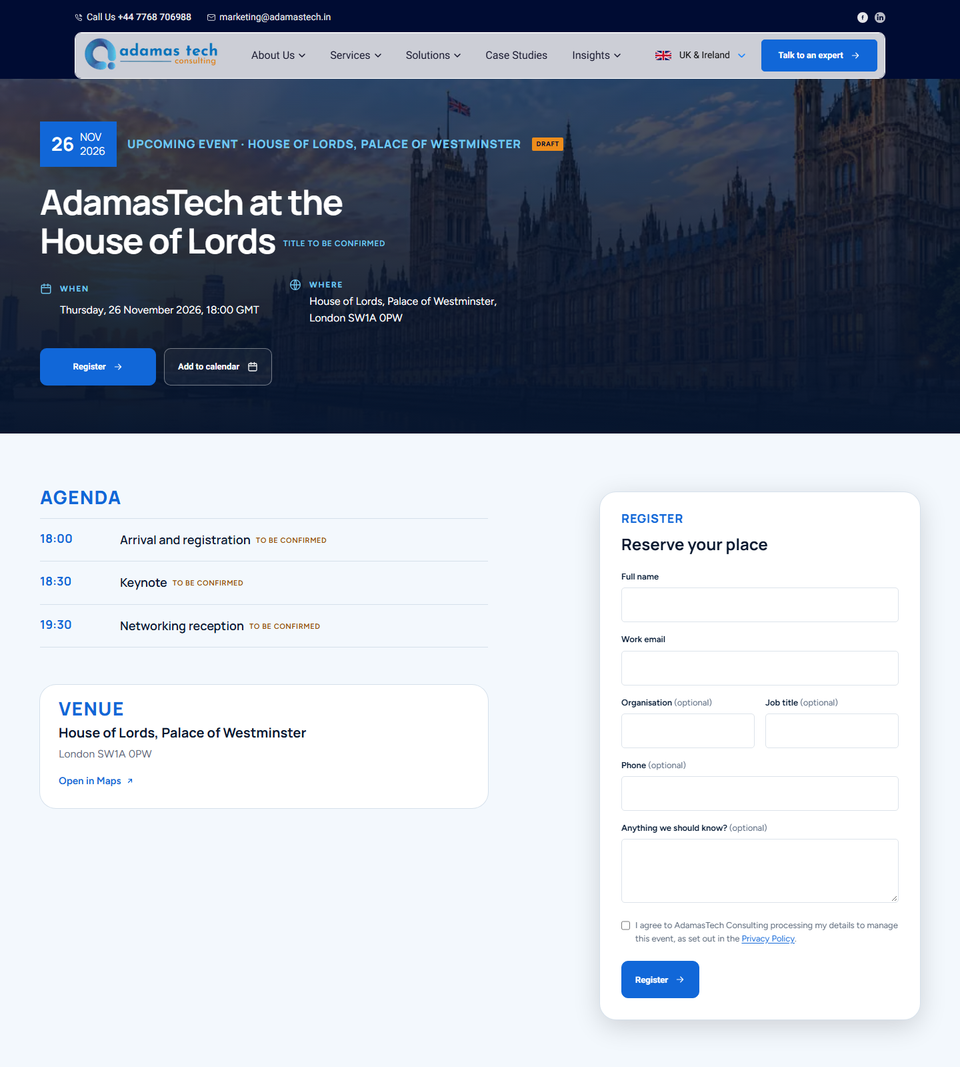 Call Us +44 7768 706988
marketing@adamastech.in
adamas tech
consulting
About Us
Services
Solutions
Case Studies
Insights
UK & Ireland
Talk to an expert
26 NOV 2026
UPCOMING EVENT · HOUSE OF LORDS, PALACE OF WESTMINSTER
DRAFT
AdamasTech at the
House of Lords TITLE TO BE CONFIRMED
WHEN
Thursday, 26 November 2026, 18:00 GMT
WHERE
House of Lords, Palace of Westminster,
London SW1A 0PW
Register
Add to calendar
AGENDA
18:00 Arrival and registration TO BE CONFIRMED
18:30 Keynote TO BE CONFIRMED
19:30 Networking reception TO BE CONFIRMED
VENUE
House of Lords, Palace of Westminster
London SW1A 0PW
Open in Maps
REGISTER
Reserve your place
Full name
Work email
Organisation (optional)
Job title (optional)
Phone (optional)
Anything we should know? (optional)
I agree to AdamasTech Consulting processing my details to manage
this event, as set out in the Privacy Policy.
Register